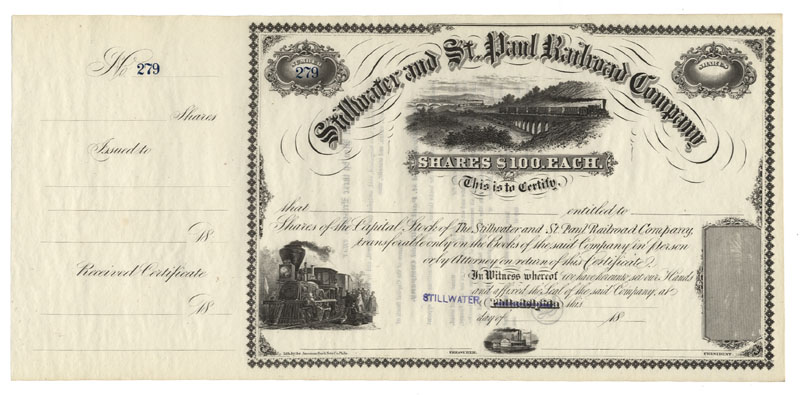 No 279
Shares
Issued to
18
Received Certificate
18
NUMBER
279
SHARES
Stillwater and St. Paul Railroad Company
SHARES $100. EACH.
This is to Certify,
that entitled to
Shares of the Capital Stock of The Stillwater and St Paul Railroad Company,
transferable only on the Books of the said Company in person
or by Attorney on return of this Certificate.
In Witness whereof we have hereunto set our Hands
and affixed the Seal of the said Company, at
STILLWATER, this
day of 18
TREASURER.
PRESIDENT